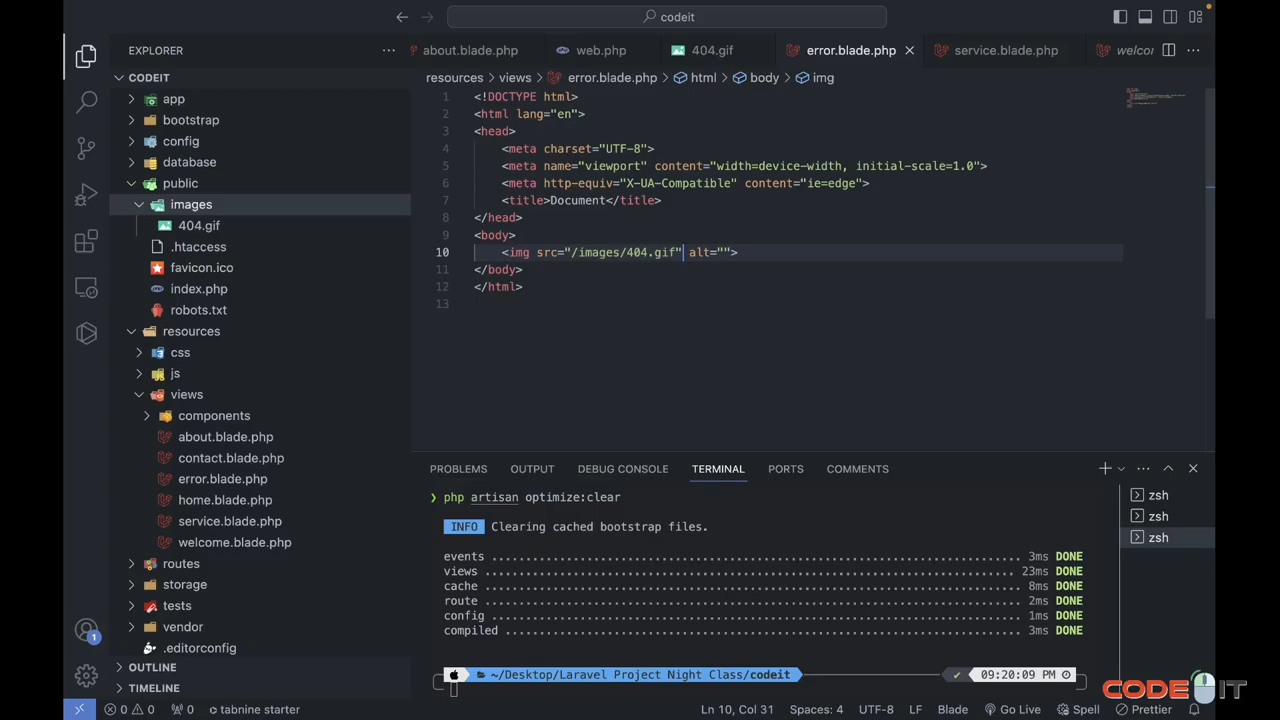 codeit
EXPLORER
about.blade.php
web.php
404.gif
error.blade.php
service.blade.php
welcor
resources > views > error.blade.php > html > body > img
CODEIT
app
bootstrap
config
database
public
images
404.gif
.htaccess
favicon.ico
index.php
robots.txt
resources
css
js
views
components
about.blade.php
contact.blade.php
error.blade.php
home.blade.php
service.blade.php
welcome.blade.php
routes
storage
tests
vendor
.editorconfig
OUTLINE
TIMELINE
1 <!DOCTYPE html>
2 <html lang="en">
3 <head>
4 <meta charset="UTF-8">
5 <meta name="viewport" content="width=device-width, initial-scale=1.0">
6 <meta http-equiv="X-UA-Compatible" content="ie=edge">
7 <title>Document</title>
8 </head>
9 <body>
10 <img src="/images/404.gif" alt="">
11 </body>
12 </html>
13
PROBLEMS OUTPUT DEBUG CONSOLE TERMINAL PORTS COMMENTS
❯ php artisan optimize:clear
INFO Clearing cached bootstrap files.
events ............................................................................ 3ms DONE
views ............................................................................ 23ms DONE
cache ............................................................................ 8ms DONE
route ............................................................................ 2ms DONE
config ............................................................................ 1ms DONE
compiled ........................................................................ 3ms DONE
~/Desktop/Laravel Project Night Class/codeit
✔ 09:20:09 PM
zsh
zsh
zsh
1
CODE IT
0 0 0 tabnine starter
Ln 10, Col 31 Spaces: 4 UTF-8 LF Blade Go Live Spell Prettier